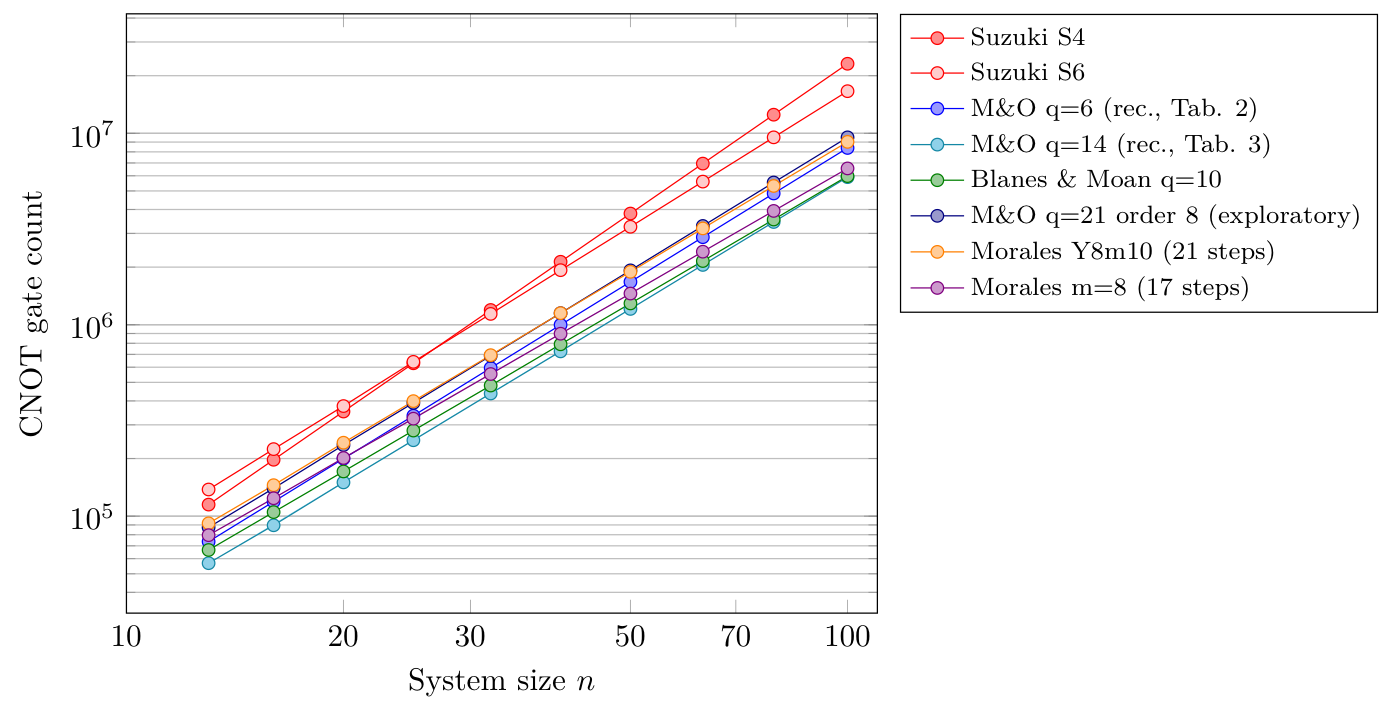 CNOT gate count
10^7
10^6
10^5
10 20 30 50 70 100
System size n
Suzuki S4
Suzuki S6
M&O q=6 (rec., Tab. 2)
M&O q=14 (rec., Tab. 3)
Blanes & Moan q=10
M&O q=21 order 8 (exploratory)
Morales Y8m10 (21 steps)
Morales m=8 (17 steps)